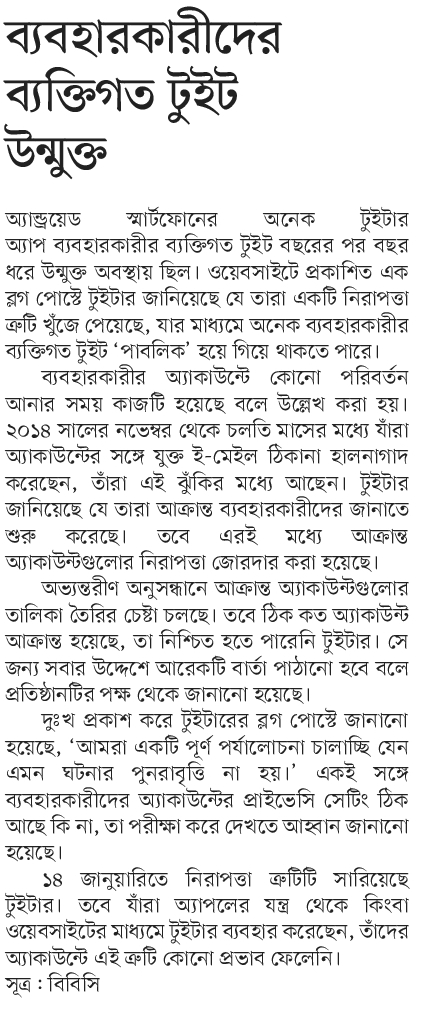 ব্যবহারকারীদের
ব্যক্তিগত টুইট
উন্মুক্ত
অ্যান্ড্রয়েড স্মার্টফোনের অনেক টুইটার
অ্যাপ ব্যবহারকারীর ব্যক্তিগত টুইট বছরের পর বছর
ধরে উন্মুক্ত অবস্থায় ছিল। ওয়েবসাইটে প্রকাশিত এক
ব্লগ পোস্টে টুইটার জানিয়েছে যে তারা একটি নিরাপত্তা
ত্রুটি খুঁজে পেয়েছে, যার মাধ্যমে অনেক ব্যবহারকারীর
ব্যক্তিগত টুইট ‘পাবলিক’ হয়ে গিয়ে থাকতে পারে।
ব্যবহারকারীর অ্যাকাউন্টে কোনো পরিবর্তন
আনার সময় কাজটি হয়েছে বলে উল্লেখ করা হয়।
২০১৪ সালের নভেম্বর থেকে চলতি মাসের মধ্যে যাঁরা
অ্যাকাউন্টের সঙ্গে যুক্ত ই-মেইল ঠিকানা হালনাগাদ
করেছেন, তাঁরা এই ঝুঁকির মধ্যে আছেন। টুইটার
জানিয়েছে যে তারা আক্রান্ত ব্যবহারকারীদের জানাতে
শুরু করেছে। তবে এরই মধ্যে আক্রান্ত
অ্যাকাউন্টগুলোর নিরাপত্তা জোরদার করা হয়েছে।
অভ্যন্তরীণ অনুসন্ধানে আক্রান্ত অ্যাকাউন্টগুলোর
তালিকা তৈরির চেষ্টা চলছে। তবে ঠিক কত অ্যাকাউন্ট
আক্রান্ত হয়েছে, তা নিশ্চিত হতে পারেনি টুইটার। সে
জন্য সবার উদ্দেশে আরেকটি বার্তা পাঠানো হবে বলে
প্রতিষ্ঠানটির পক্ষ থেকে জানানো হয়েছে।
দুঃখ প্রকাশ করে টুইটারের ব্লগ পোস্টে জানানো
হয়েছে, ‘আমরা একটি পূর্ণ পর্যালোচনা চালাচ্ছি যেন
এমন ঘটনার পুনরাবৃত্তি না হয়।’ একই সঙ্গে
ব্যবহারকারীদের অ্যাকাউন্টের প্রাইভেসি সেটিং ঠিক
আছে কি না, তা পরীক্ষা করে দেখতে আহ্বান জানানো
হয়েছে।
১৪ জানুয়ারিতে নিরাপত্তা ত্রুটিটি সারিয়েছে
টুইটার। তবে যাঁরা অ্যাপলের যন্ত্র থেকে কিংবা
ওয়েবসাইটের মাধ্যমে টুইটার ব্যবহার করেছেন, তাঁদের
অ্যাকাউন্টে এই ত্রুটি কোনো প্রভাব ফেলেনি।
সূত্র : বিবিসি